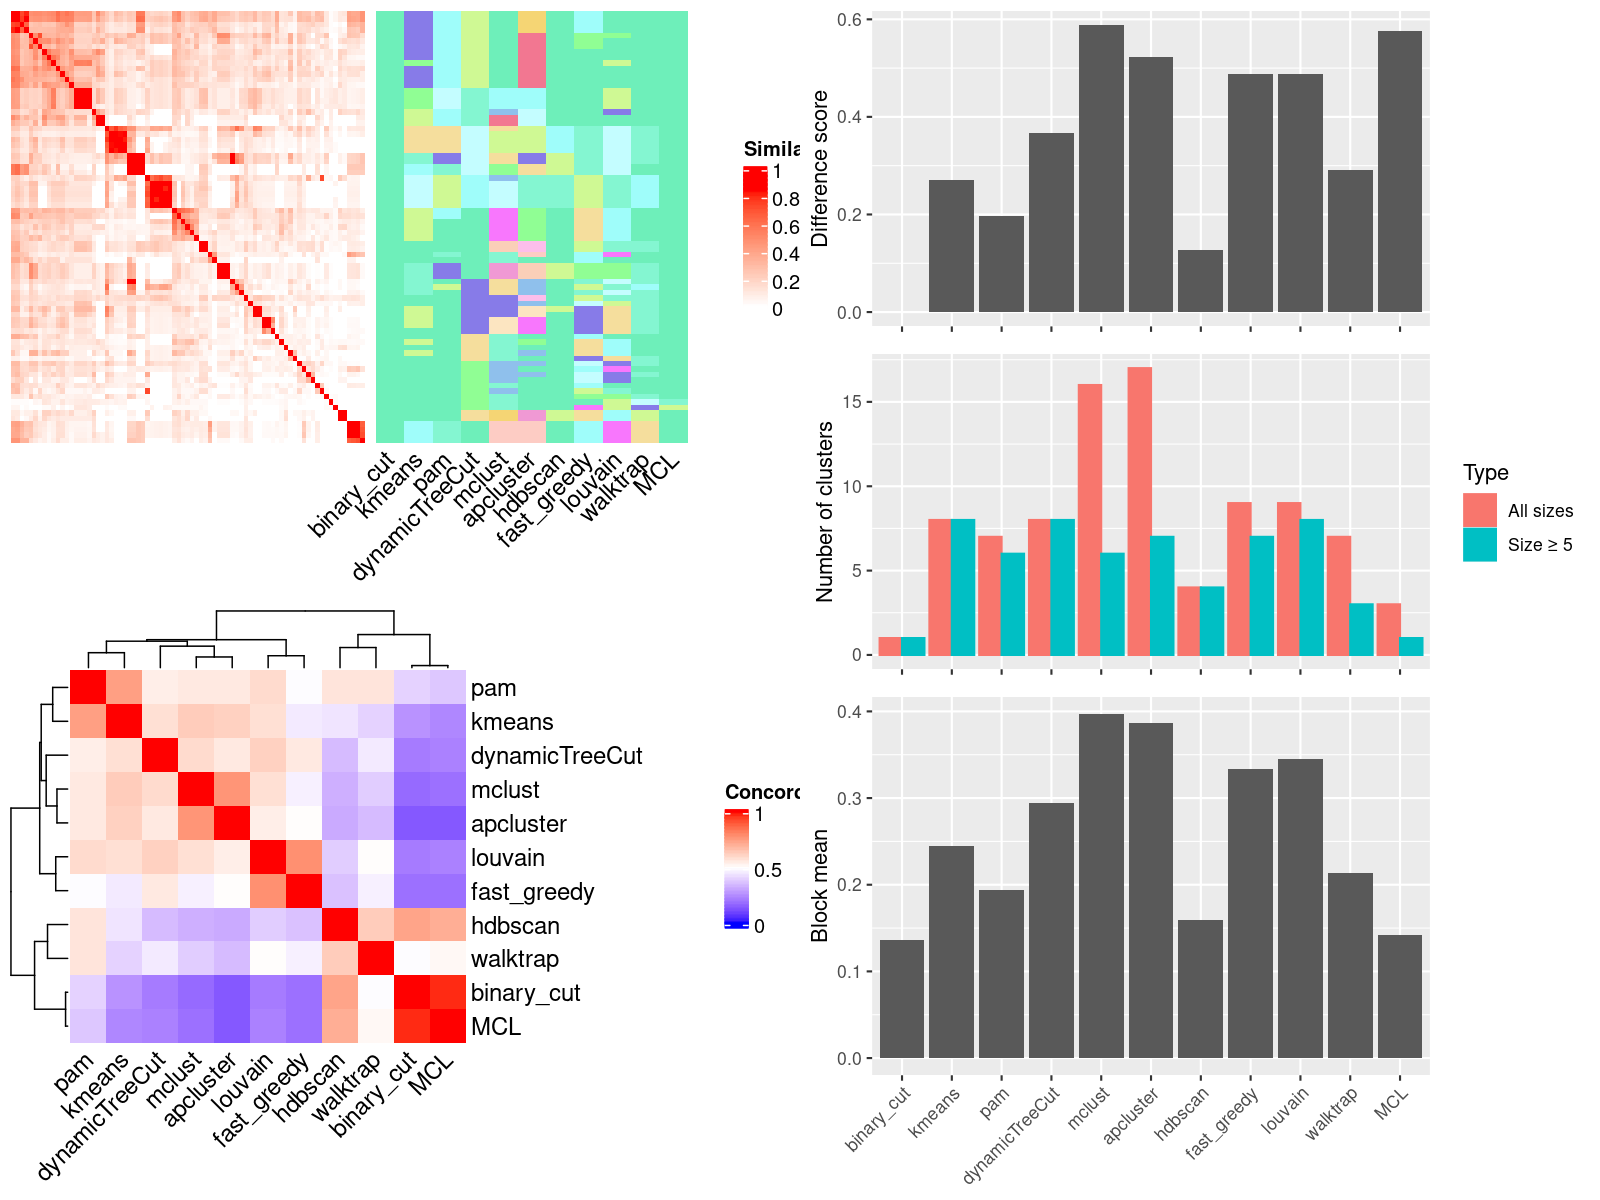 Simila
1
0.8
0.6
0.4
0.2
0
binary_cut
kmeans
pam
dynamicTreeCut
mclust
apcluster
hdbscan
fast_greedy
louvain
walktrap
MCL
pam
kmeans
dynamicTreeCut
mclust
apcluster
louvain
fast_greedy
hdbscan
walktrap
binary_cut
MCL
pam
kmeans
dynamicTreeCut
mclust
apcluster
louvain
fast_greedy
hdbscan
walktrap
binary_cut
MCL
Concord
1
0.5
0
Difference score
0.6
0.4
0.2
0.0
Number of clusters
15
10
5
0
Type
All sizes
Size ≥ 5
Block mean
0.4
0.3
0.2
0.1
0.0
binary_cut
kmeans
pam
dynamicTreeCut
mclust
apcluster
hdbscan
fast_greedy
louvain
walktrap
MCL